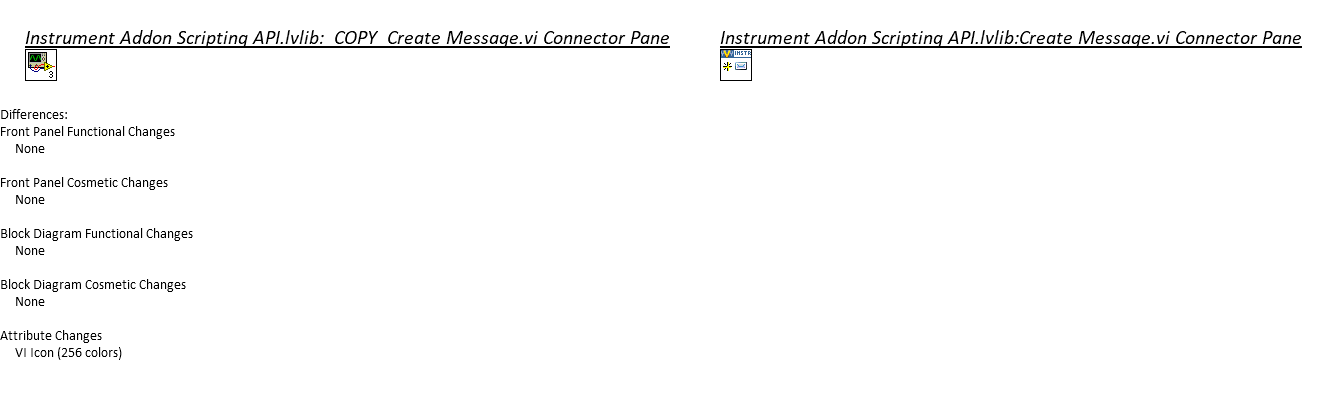 Instrument Addon Scripting API.lvlib:_COPY_Create Message.vi Connector Pane
Instrument Addon Scripting API.lvlib:Create Message.vi Connector Pane
3
INSTR
Differences:
Front Panel Functional Changes
None
Front Panel Cosmetic Changes
None
Block Diagram Functional Changes
None
Block Diagram Cosmetic Changes
None
Attribute Changes
VI Icon (256 colors)